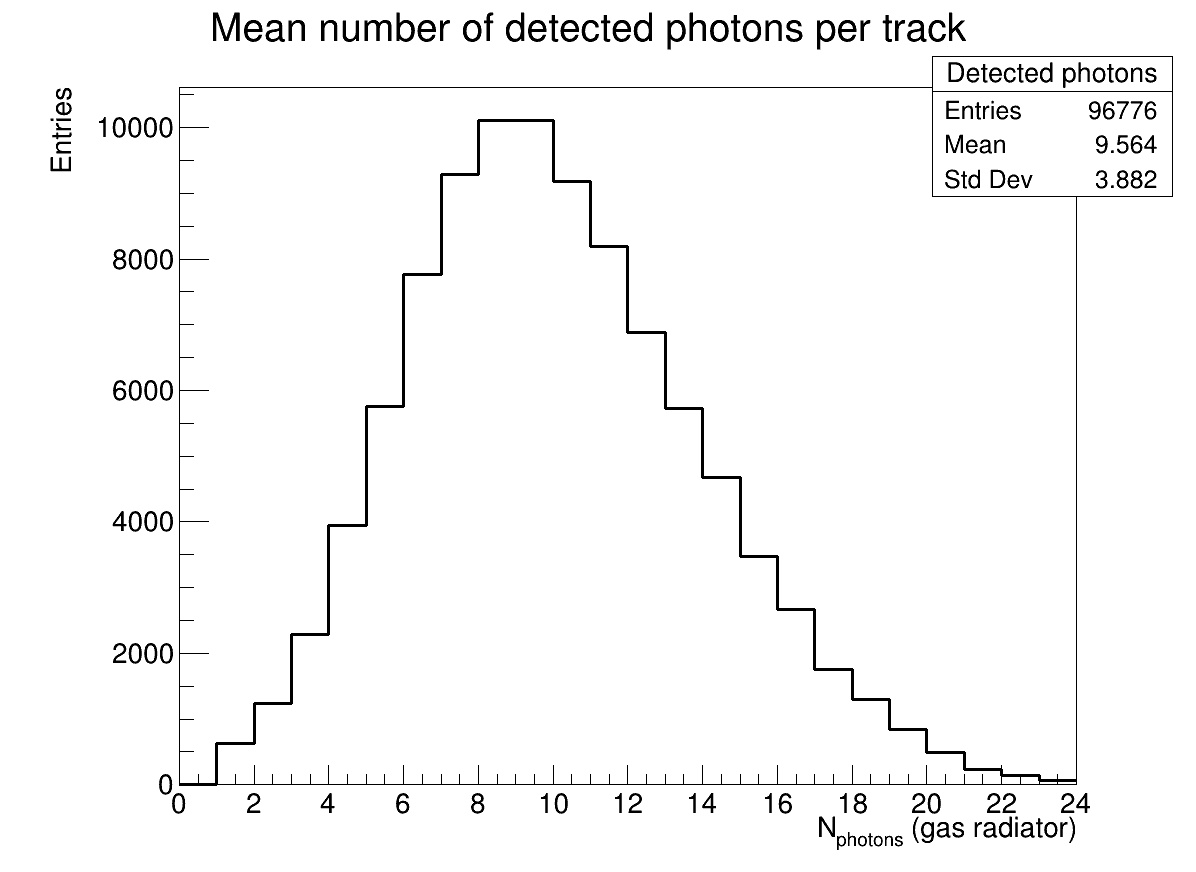 Mean number of detected photons per track
Detected photons
Entries 96776
Mean 9.564
Std Dev 3.882
Entries
10000
8000
6000
4000
2000
0
0 2 4 6 8 10 12 14 16 18 20 22 24
Nphotons (gas radiator)